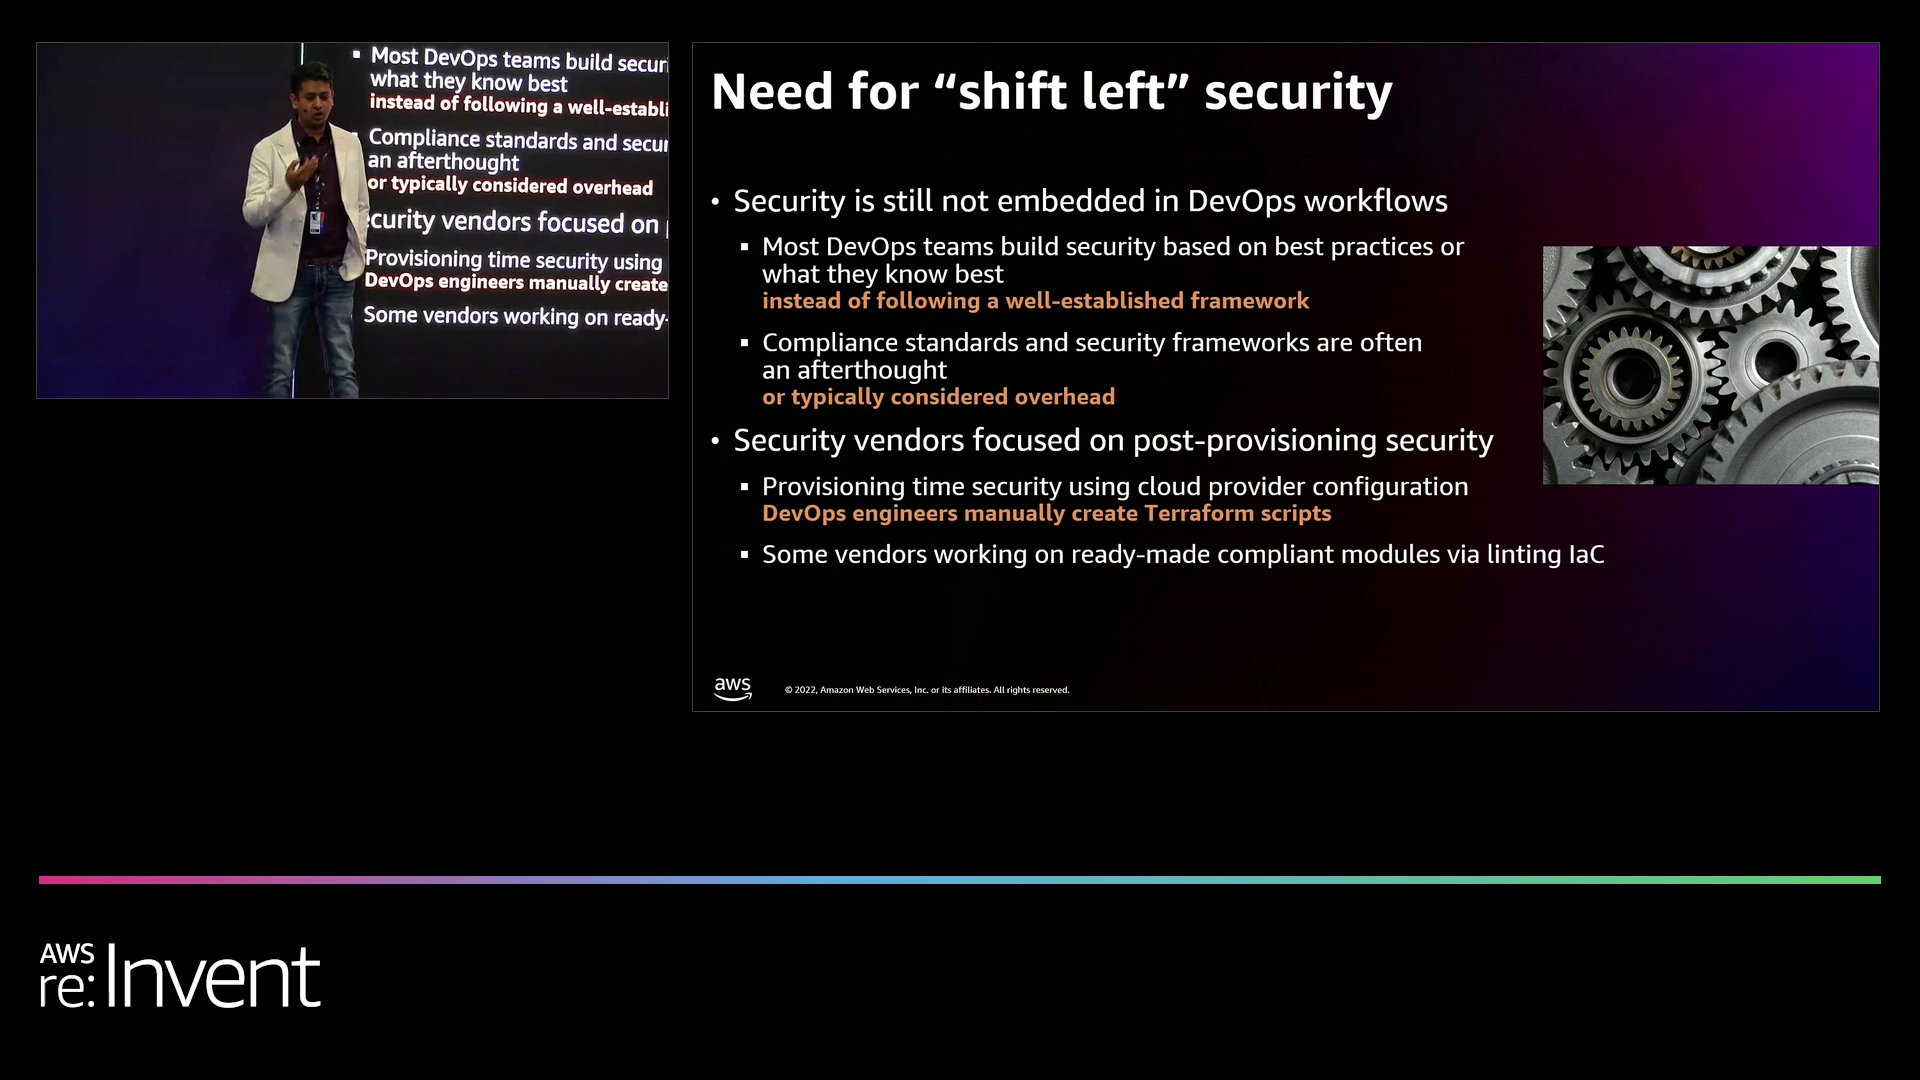 ▪ Most DevOps teams build securi
what they know best
instead of following a well-establi
Compliance standards and secur
an afterthought
or typically considered overhead
ecurity vendors focused on
Provisioning time security using
DevOps engineers manually create
Some vendors working on ready-
Need for “shift left” security
• Security is still not embedded in DevOps workflows
▪ Most DevOps teams build security based on best practices or
what they know best
instead of following a well-established framework
▪ Compliance standards and security frameworks are often
an afterthought
or typically considered overhead
• Security vendors focused on post-provisioning security
▪ Provisioning time security using cloud provider configuration
DevOps engineers manually create Terraform scripts
▪ Some vendors working on ready-made compliant modules via linting IaC
aws
© 2022, Amazon Web Services, Inc. or its affiliates. All rights reserved.
AWS
re:Invent